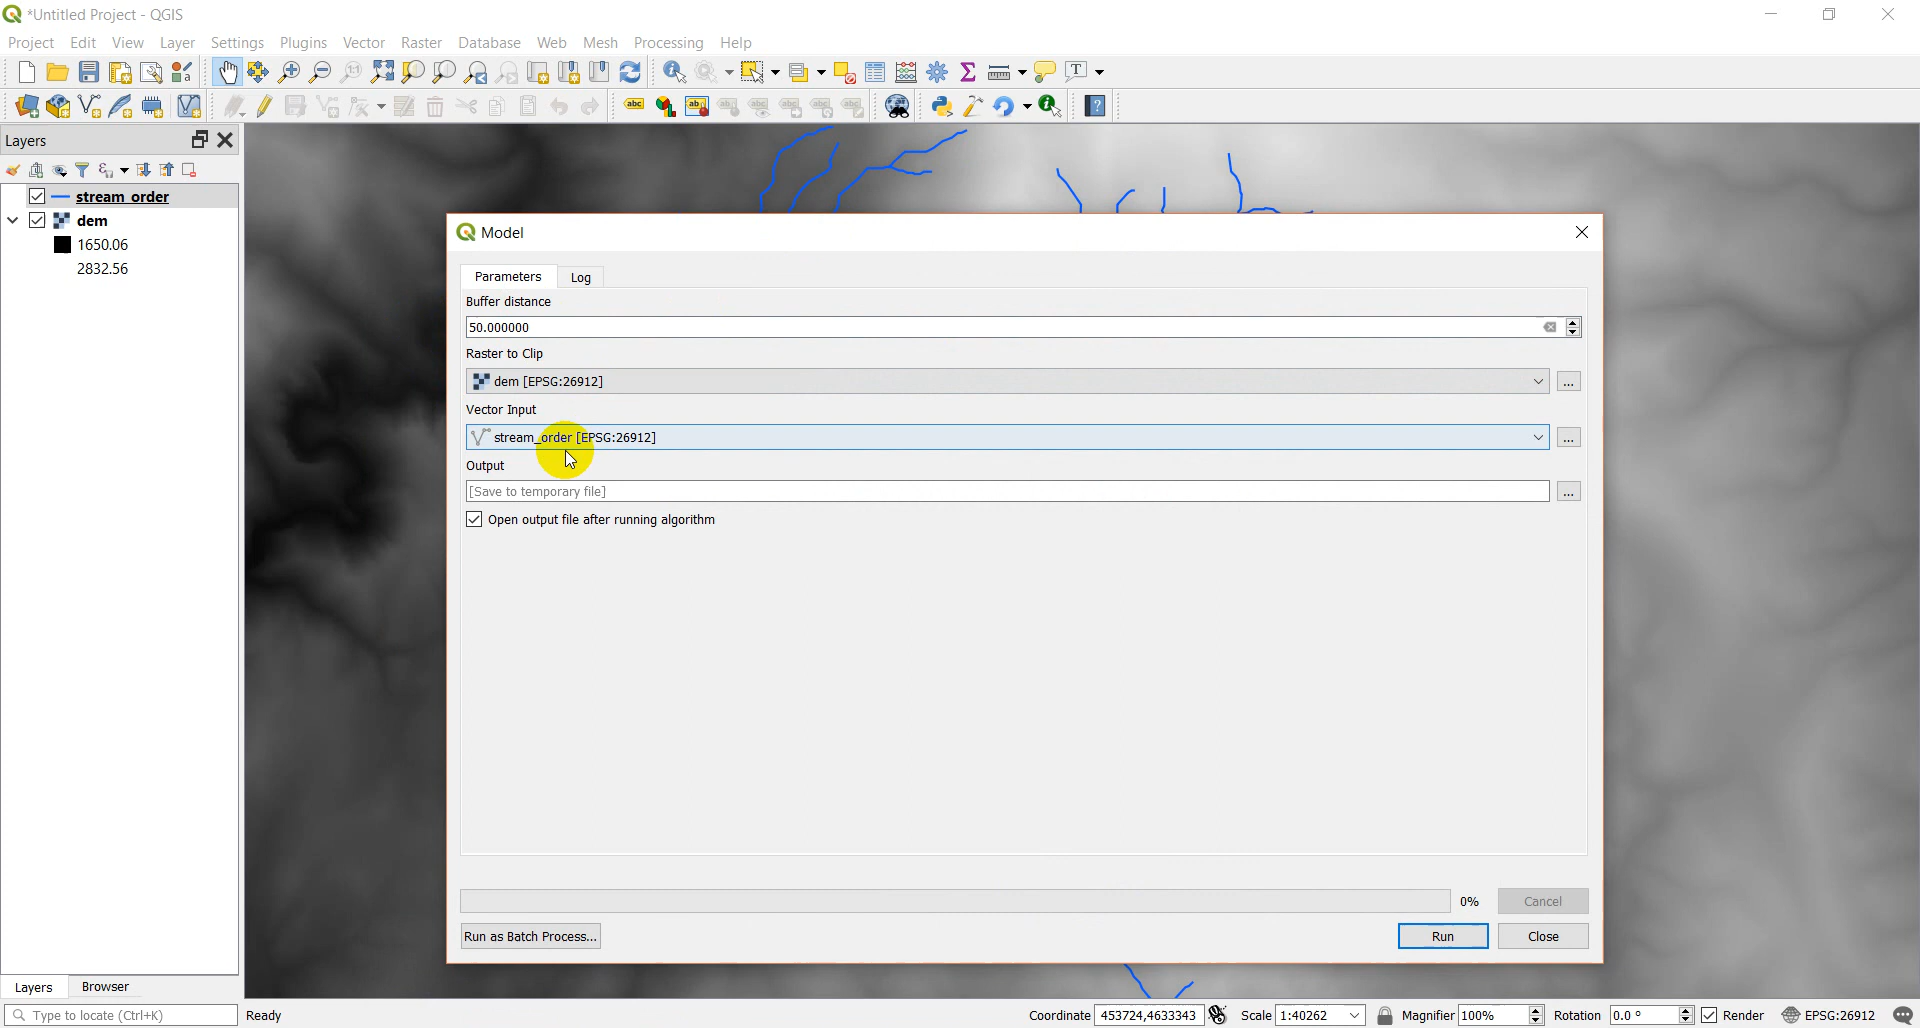 *Untitled Project - QGIS
Project Edit View Layer Settings Plugins Vector Raster Database Web Mesh Processing Help
Layers
stream_order
dem
1650.06
2832.56
Model
Parameters Log
Buffer distance
50.000000
Raster to Clip
dem [EPSG:26912]
...
Vector Input
stream_order [EPSG:26912]
...
Output
[Save to temporary file]
...
Open output file after running algorithm
0%
Cancel
Run as Batch Process...
Run
Close
Layers Browser
Type to locate (Ctrl+K)
Ready
Coordinate 453724,4633343
Scale 1:40262
Magnifier 100%
Rotation 0.0 °
Render
EPSG:26912